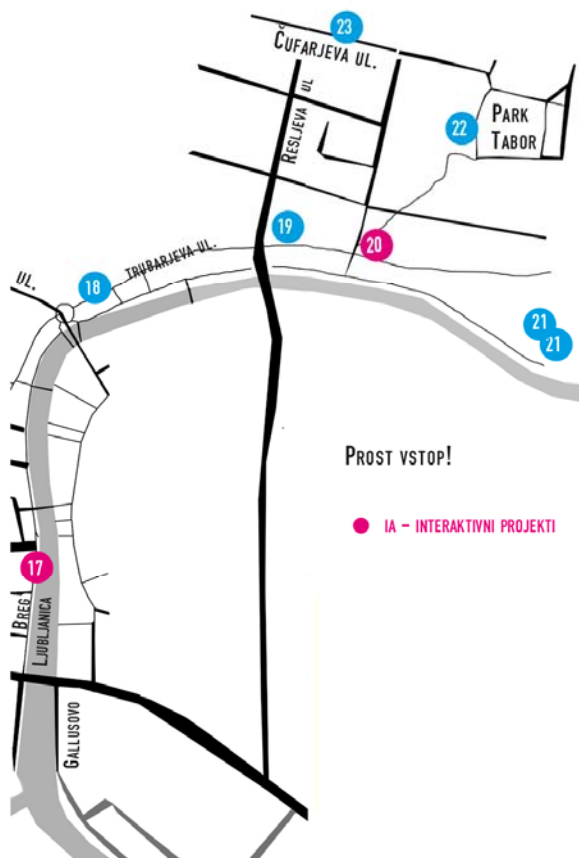 23
ČUFARJEVA UL.
RESLJEVA UL
22
PARK
TABOR
19
20
TRUBARJEVA UL.
UL.
18
21
21
PROST VSTOP!
IA – INTERAKTIVNI PROJEKTI
17
BREG
LJUBLJANICA
GALLUSOVO